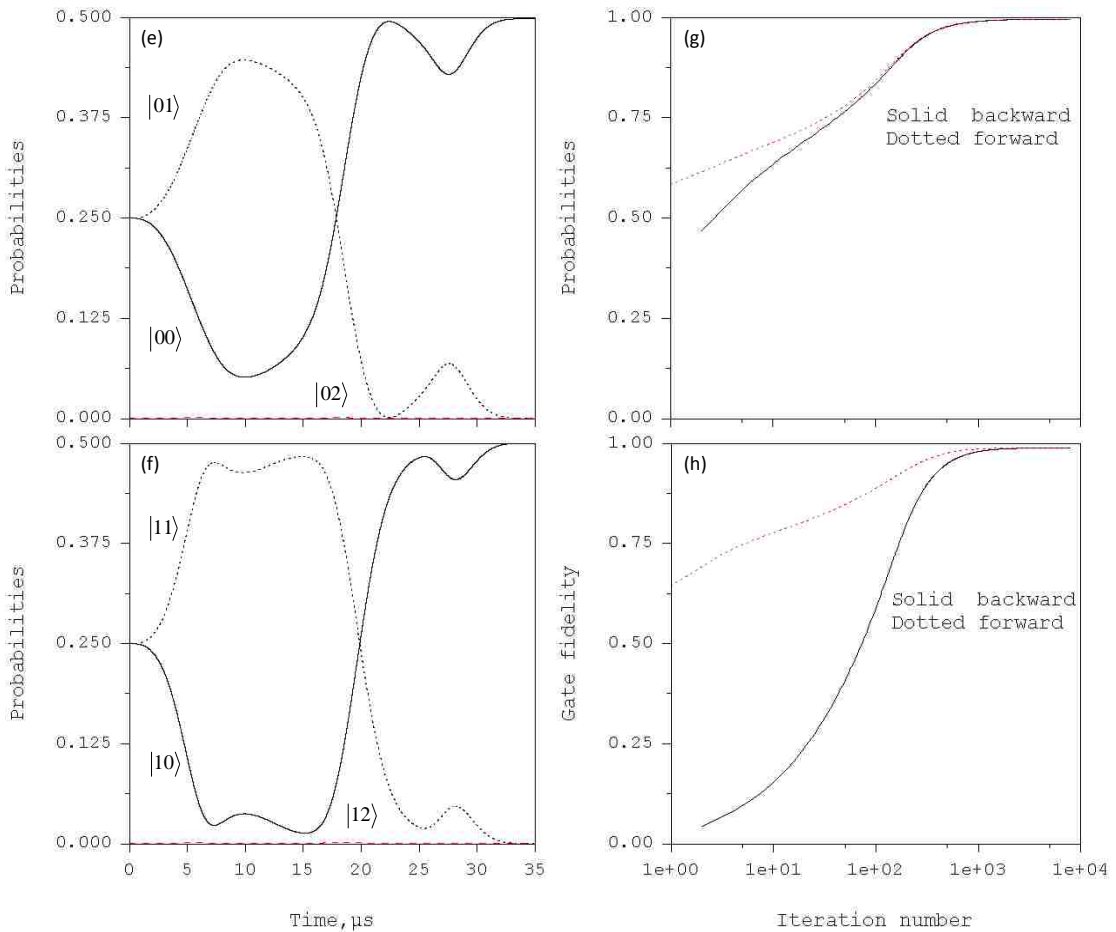 (e)
0.500
0.375
0.250
0.125
0.000
Probabilities
|01⟩
|00⟩
|02⟩
(g)
1.00
0.75
0.50
0.25
0.00
Probabilities
Solid backward
Dotted forward
(f)
0.500
0.375
0.250
0.125
0.000
Probabilities
|11⟩
|10⟩
|12⟩
0 5 10 15 20 25 30 35
Time,μs
(h)
1.00
0.75
0.50
0.25
0.00
Gate fidelity
Solid backward
Dotted forward
1e+00 1e+01 1e+02 1e+03 1e+04
Iteration number